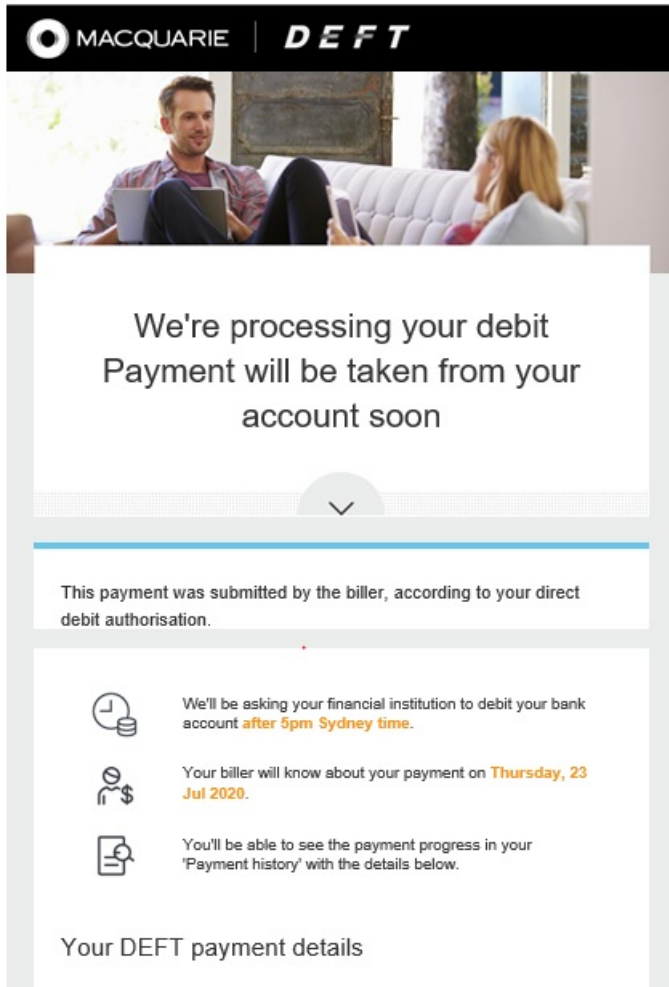 MACQUARIE | DEFT
We're processing your debit
Payment will be taken from your
account soon
This payment was submitted by the biller, according to your direct
debit authorisation.
We'll be asking your financial institution to debit your bank
account after 5pm Sydney time.
Your biller will know about your payment on Thursday, 23
Jul 2020.
You'll be able to see the payment progress in your
'Payment history' with the details below.
Your DEFT payment details